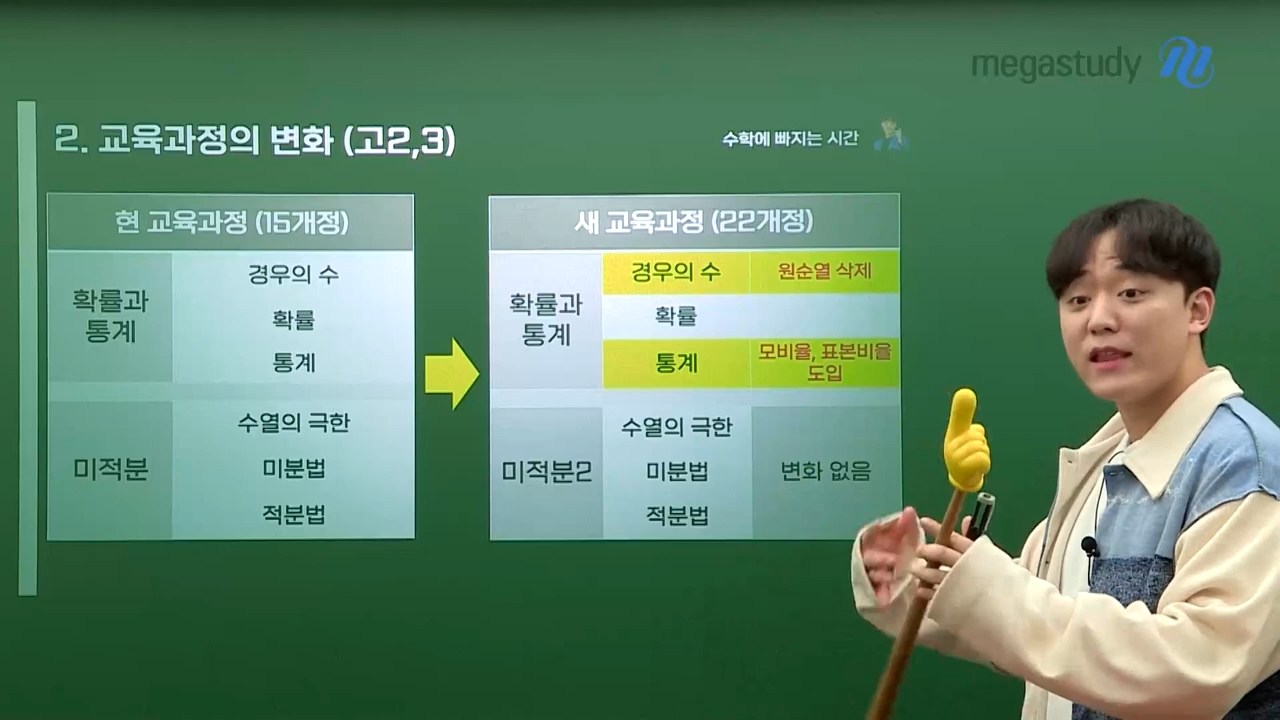 megastudy
2. 교육과정의 변화 (고2,3)
수학에 빠지는 시간
현 교육과정 (15개정)
확률과
통계
경우의 수
확률
통계
미적분
수열의 극한
미분법
적분법
새 교육과정 (22개정)
확률과
통계
경우의 수
원순열 삭제
확률
통계
모비율, 표본비율
도입
미적분2
수열의 극한
미분법
적분법
변화 없음